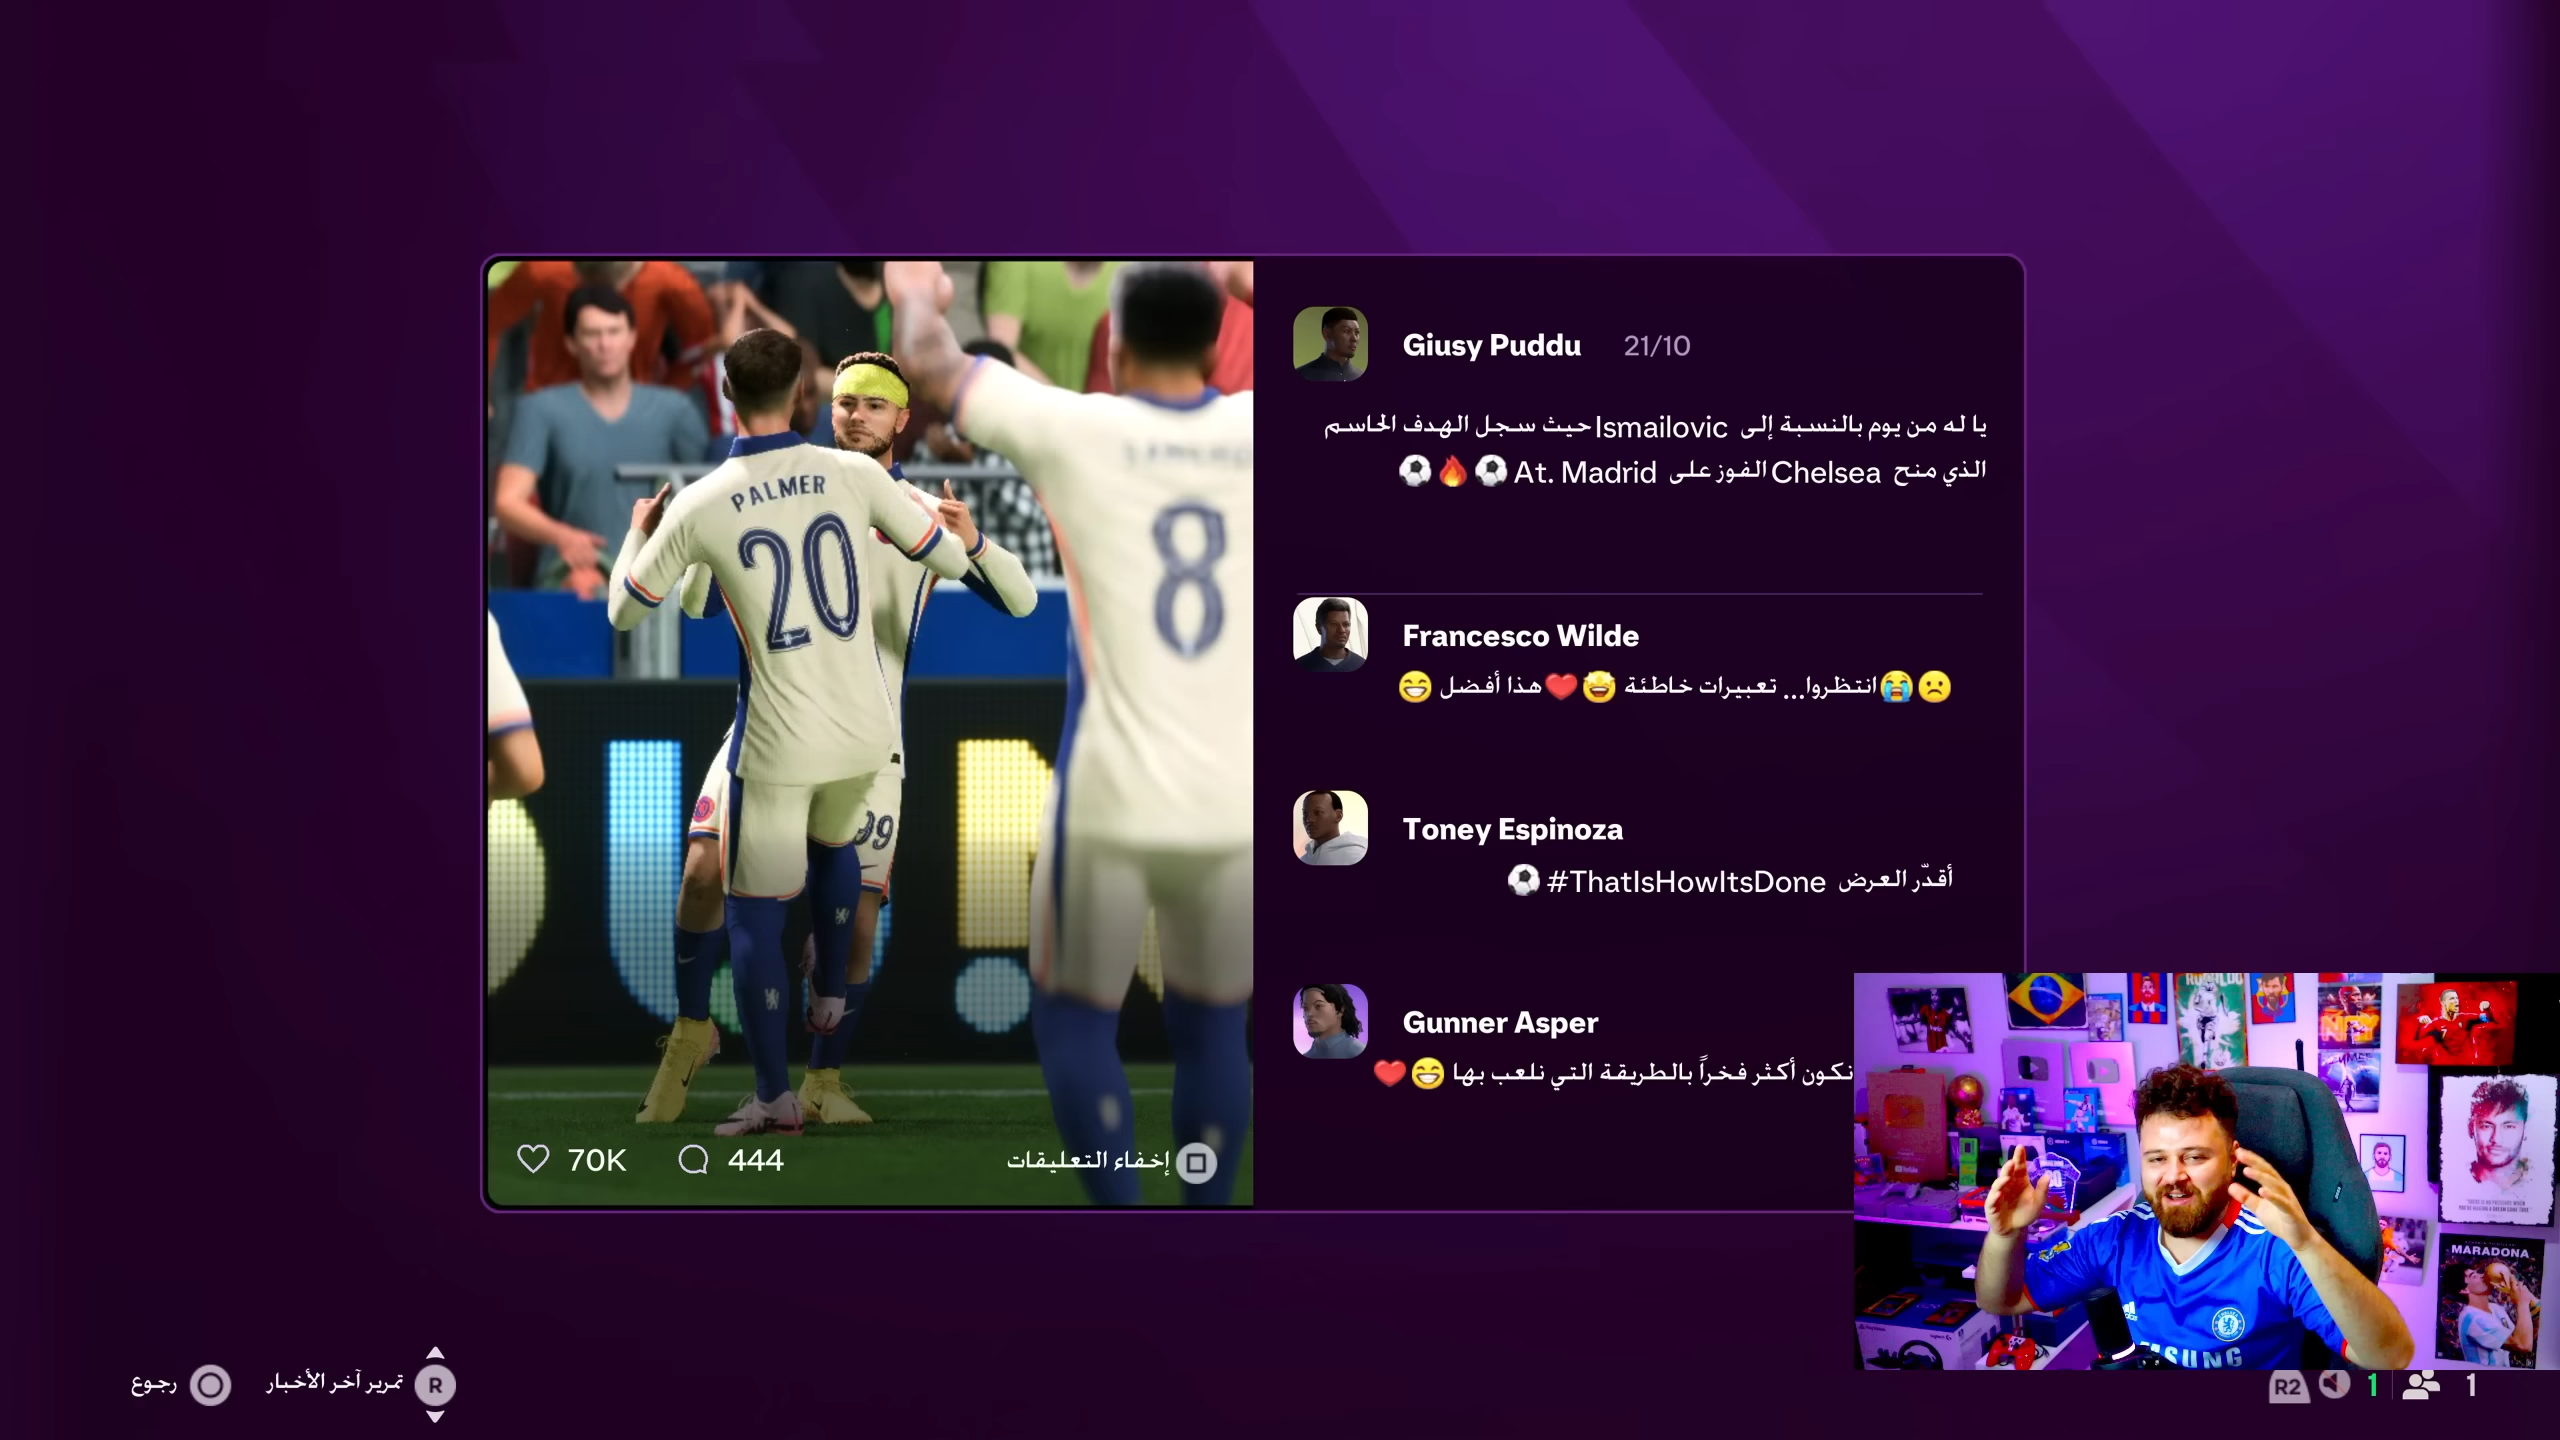 PALMER
20
8
99
70K
444
إخفاء التعليقات
Giusy Puddu 21/10
يا له من يوم بالنسبة إلى Ismailovic حيث سجل الهدف الحاسم
الذي منح Chelsea الفوز على At. Madrid ⚽🔥⚽
Francesco Wilde
☹️😭انتظروا... تعبيرات خاطئة 🤩❤️هذا أفضل 😁
Toney Espinoza
أقدّر العرض #ThatIsHowItsDone ⚽
Gunner Asper
نكون أكثر فخراً بالطريقة التي نلعب بها 😁❤️
MARADONA
SUNG
رجوع
تمرير آخر الأخبار
R
R2
1
1